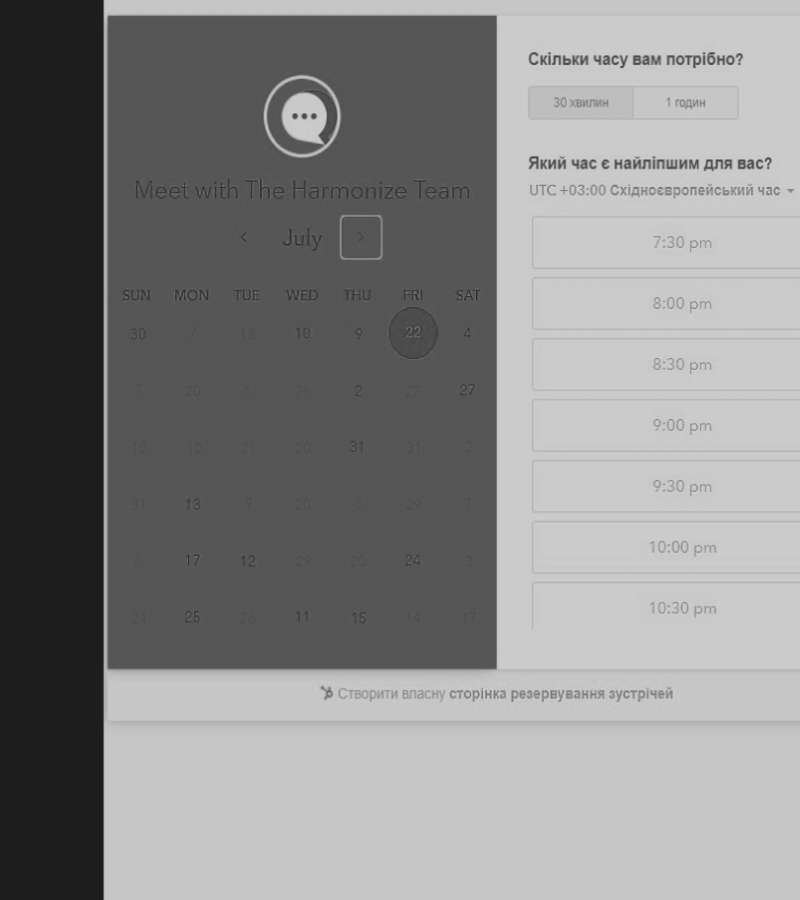 Скільки часу вам потрібно?
30 хвилин 1 годин
Meet with The Harmonize Team
< July >
Який час є найліпшим для вас?
UTC +03:00 Східноєвропейський час
SUN MON TUE WED THU FRI SAT
30 7 18 10 9 22 4
7 20 6 26 2 27 27
10 10 21 20 31 31 2
31 13 9 20 29 7
17 12 29 20 24 3
24 25 26 11 15 14 17
7:30 pm
8:00 pm
8:30 pm
9:00 pm
9:30 pm
10:00 pm
10:30 pm
Створити власну сторінка резервування зустрічей